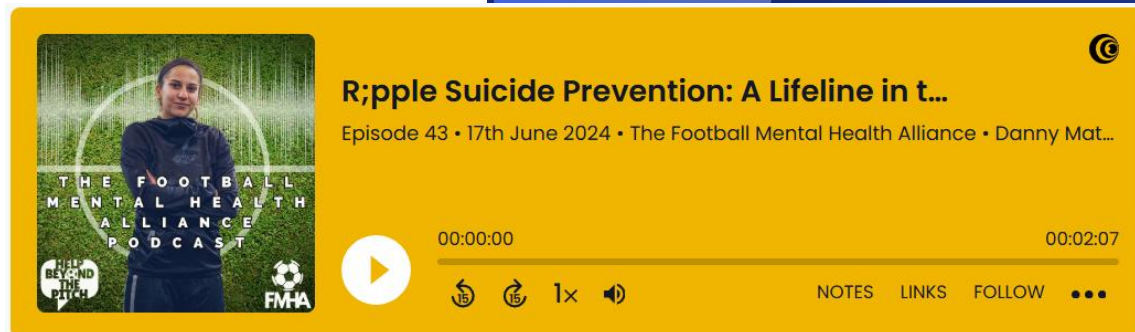 R;pple Suicide Prevention: A Lifeline in t...
Episode 43 • 17th June 2024 • The Football Mental Health Alliance • Danny Mat...
THE FOOTBALL
MENTAL HEALTH
ALLIANCE
PODCAST
HELP
BEYOND
THE
PITCH
FMHA
00:00:00
00:02:07
15
15
1×
NOTES LINKS FOLLOW